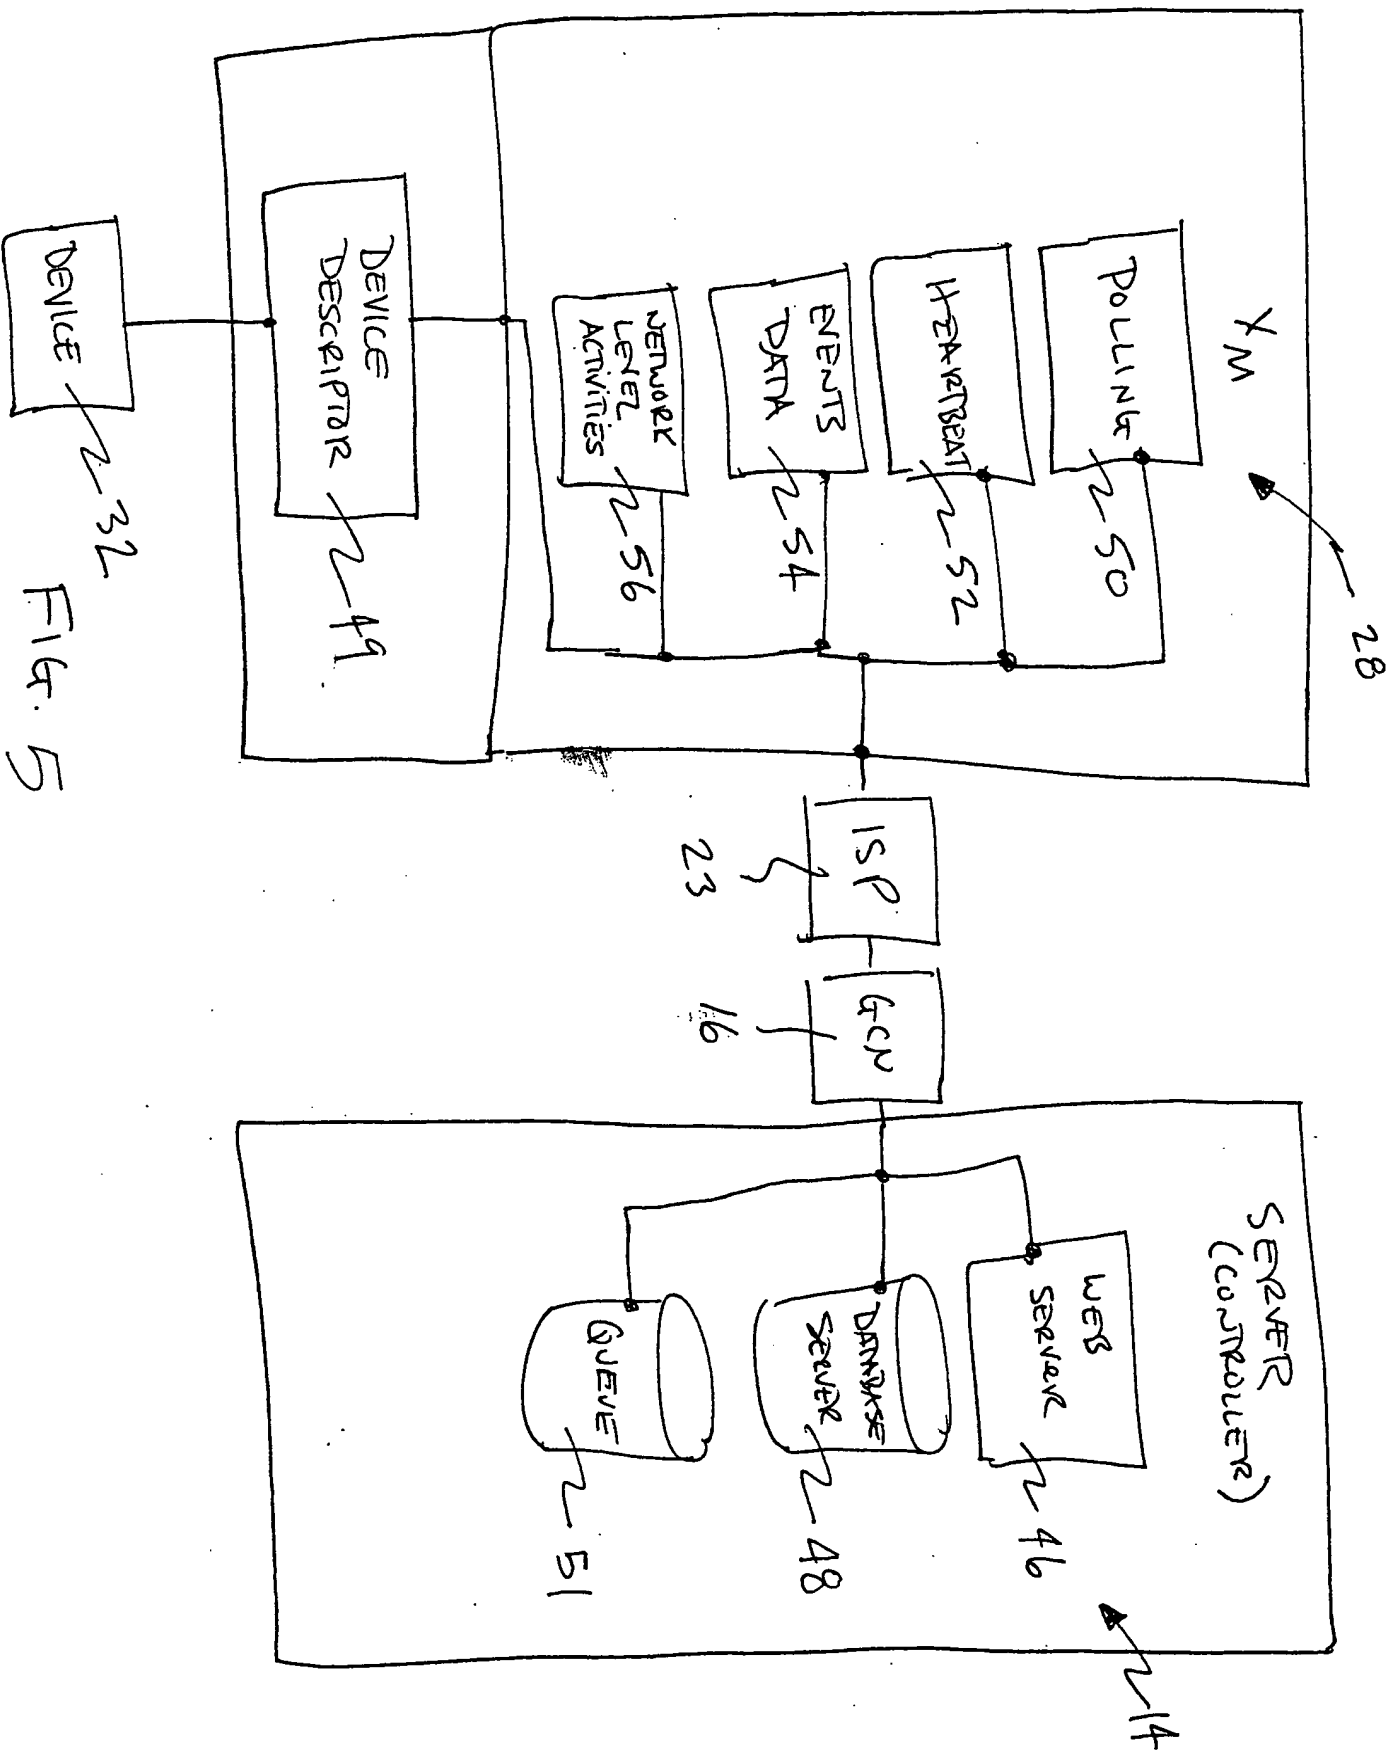 XM
28
POLLING
50
HEARTBEAT
52
EVENTS
DATA
54
NETWORK
LEVEL
ACTIVITIES
56
DEVICE
DESCRIPTOR
49
DEVICE
32
ISP
23
GCN
16
SERVER
(CONTROLLER)
WEB
SERVER
46
DATABASE
SERVER
48
QUEUE
51
14
FIG. 5